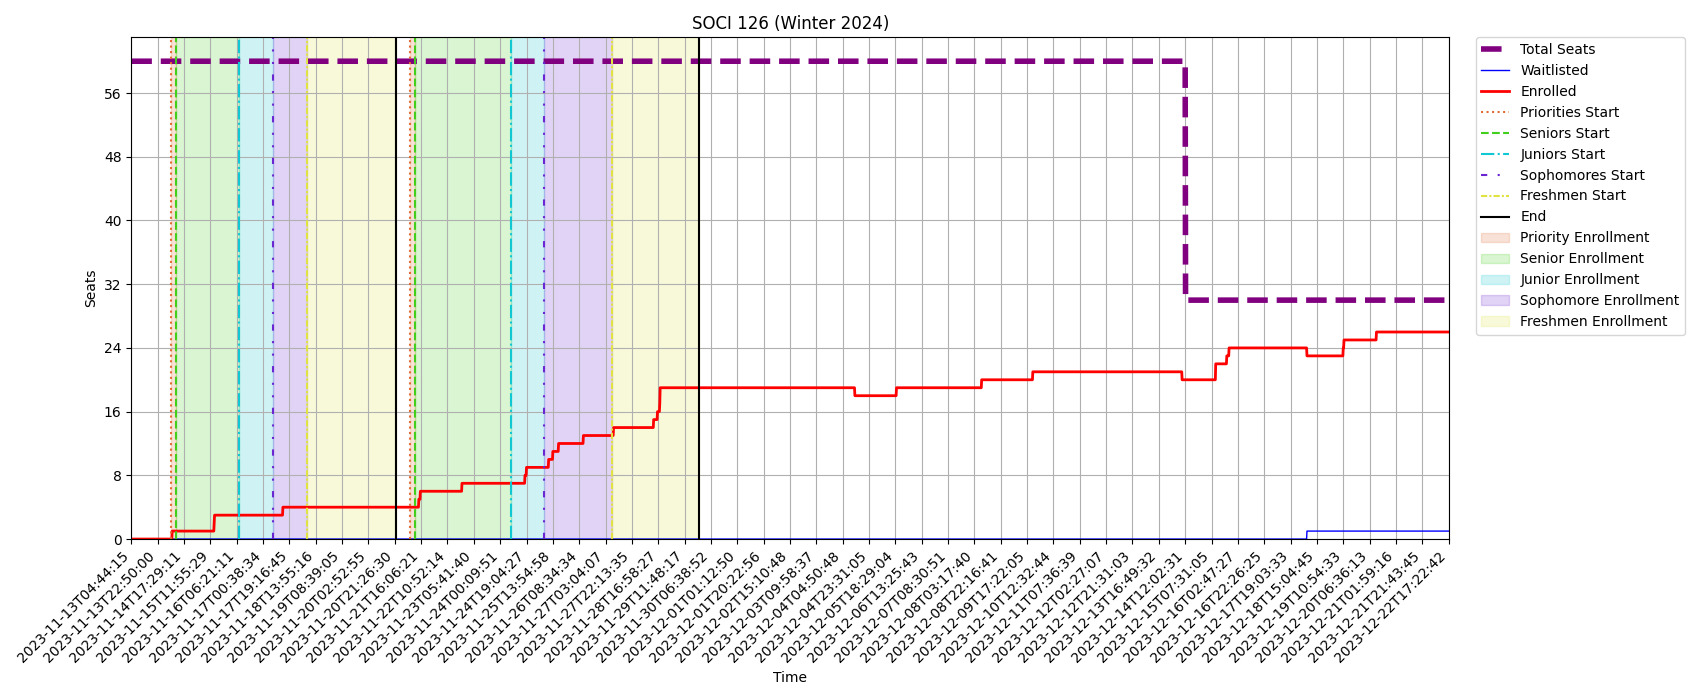 SOCI 126 (Winter 2024)
Total Seats
Waitlisted
Enrolled
Priorities Start
Seniors Start
Juniors Start
Sophomores Start
Freshmen Start
End
Priority Enrollment
Senior Enrollment
Junior Enrollment
Sophomore Enrollment
Freshmen Enrollment
Seats
56
48
40
32
24
16
8
0
2023-11-13T04:44:15
2023-11-13T22:50:00
2023-11-14T17:29:11
2023-11-15T11:55:29
2023-11-16T06:21:11
2023-11-17T00:38:34
2023-11-17T19:16:45
2023-11-18T13:55:16
2023-11-19T08:39:05
2023-11-20T02:52:55
2023-11-20T21:26:30
2023-11-21T16:06:21
2023-11-22T10:52:14
2023-11-23T05:41:40
2023-11-24T00:09:51
2023-11-24T19:04:27
2023-11-25T13:54:58
2023-11-26T08:34:34
2023-11-27T03:04:07
2023-11-27T22:13:35
2023-11-28T16:58:27
2023-11-29T11:48:17
2023-11-30T06:38:52
2023-12-01T01:12:50
2023-12-01T20:22:56
2023-12-02T15:10:48
2023-12-03T09:58:37
2023-12-04T04:50:48
2023-12-04T23:31:05
2023-12-05T18:29:04
2023-12-06T13:25:43
2023-12-07T08:30:51
2023-12-08T03:17:40
2023-12-08T22:16:41
2023-12-09T17:22:05
2023-12-10T12:32:44
2023-12-11T07:36:39
2023-12-12T02:27:07
2023-12-12T21:31:03
2023-12-13T16:49:32
2023-12-14T12:02:31
2023-12-15T07:31:05
2023-12-16T02:47:27
2023-12-16T22:26:25
2023-12-17T19:03:33
2023-12-18T15:04:45
2023-12-19T10:54:33
2023-12-20T06:36:13
2023-12-21T01:59:16
2023-12-21T21:43:45
2023-12-22T17:22:42
Time